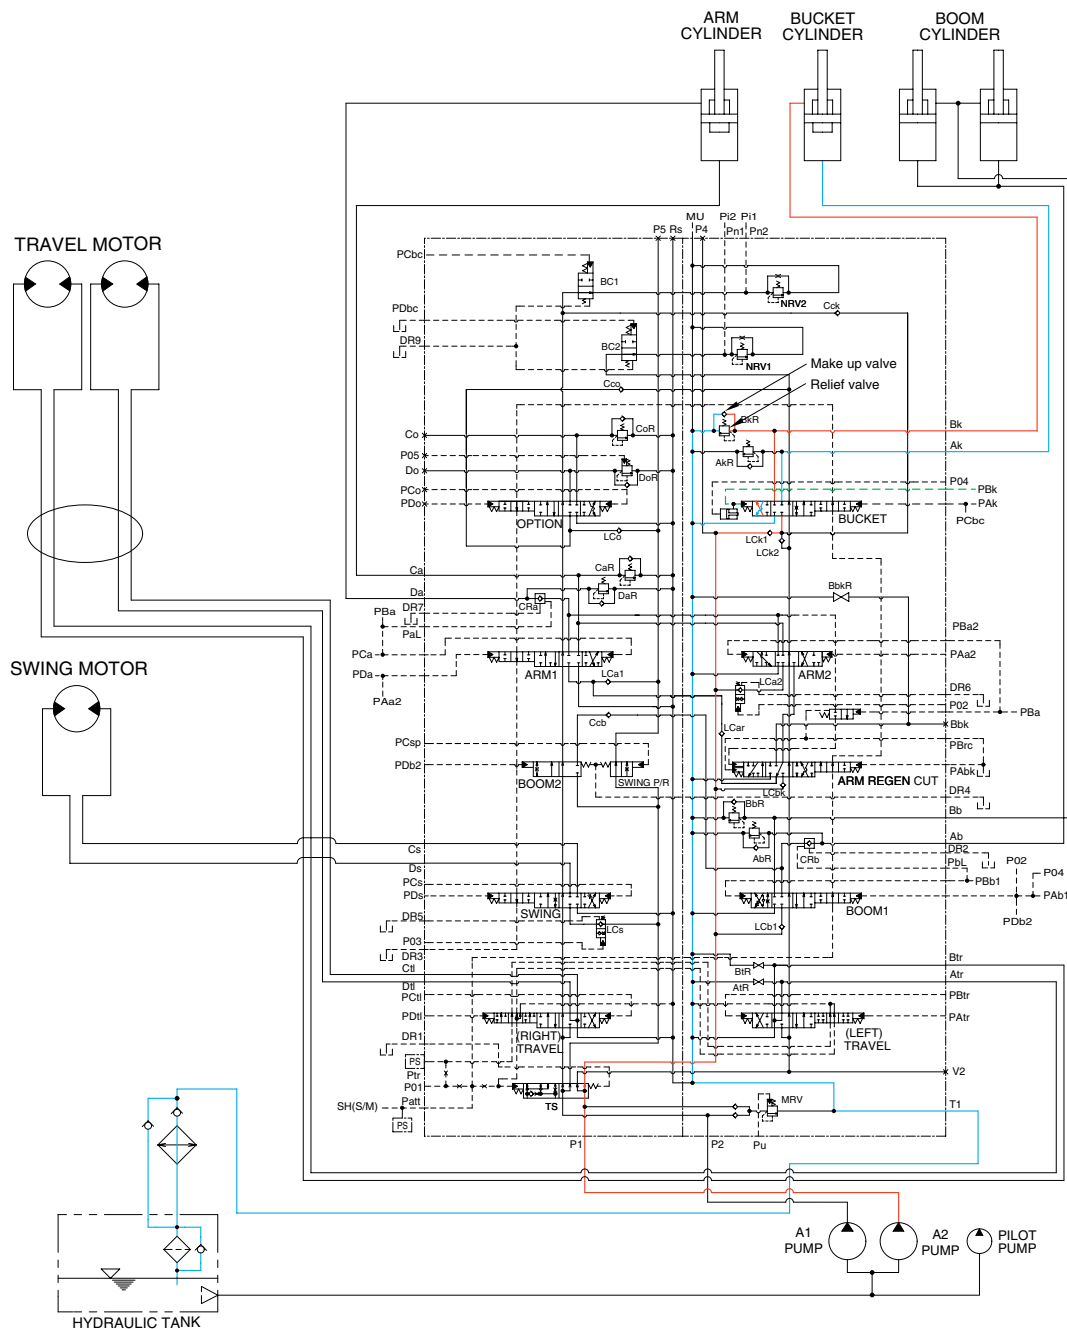 ARM
CYLINDER
BUCKET
CYLINDER
BOOM
CYLINDER
TRAVEL MOTOR
SWING MOTOR
P5 Rs
MU
P4
Pi2 Pi1
Pn1 Pn2
PCbc
BC1
NRV2
Cck
PDbc
DR9
BC2
NRV1
Make up valve
Relief valve
Cco
BkR
Bk
Co
CoR
AkR
Ak
P05
Do
DoR
P04
PCo
PBk
PDo
PAk
OPTION
BUCKET
PCbc
LCo
LCk1
LCk2
Ca
CaR
Da
DaR
BbkR
DR7
CRa
PBa
PaL
PBa2
PCa
PAa2
PDa
ARM1
ARM2
PAa2
LCa1
LCa2
DR6
P02
PBa
Ccb
LCar
Bbk
PCsp
PBrc
PDb2
PAbk
BOOM2
SWING P/R
ARM REGEN CUT
LCbk
DR4
BbR
Bb
AbR
Ab
CRb
DR2
Cs
Ds
PbL
P02
P04
PCs
PBb1
PDs
PAb1
SWING
BOOM1
PDb2
DR5
LCs
LCb1
P03
DR3
Ctl
BtR
Btr
AtR
Atr
Dtl
PCtl
PBtr
PDtl
PAtr
(RIGHT)
TRAVEL
(LEFT)
TRAVEL
DR1
PS
Ptr
V2
P01
TS
MRV
SH(S/M)
Patt
T1
PS
P1
P2
Pu
A1
PUMP
A2
PUMP
PILOT
PUMP
HYDRAULIC TANK